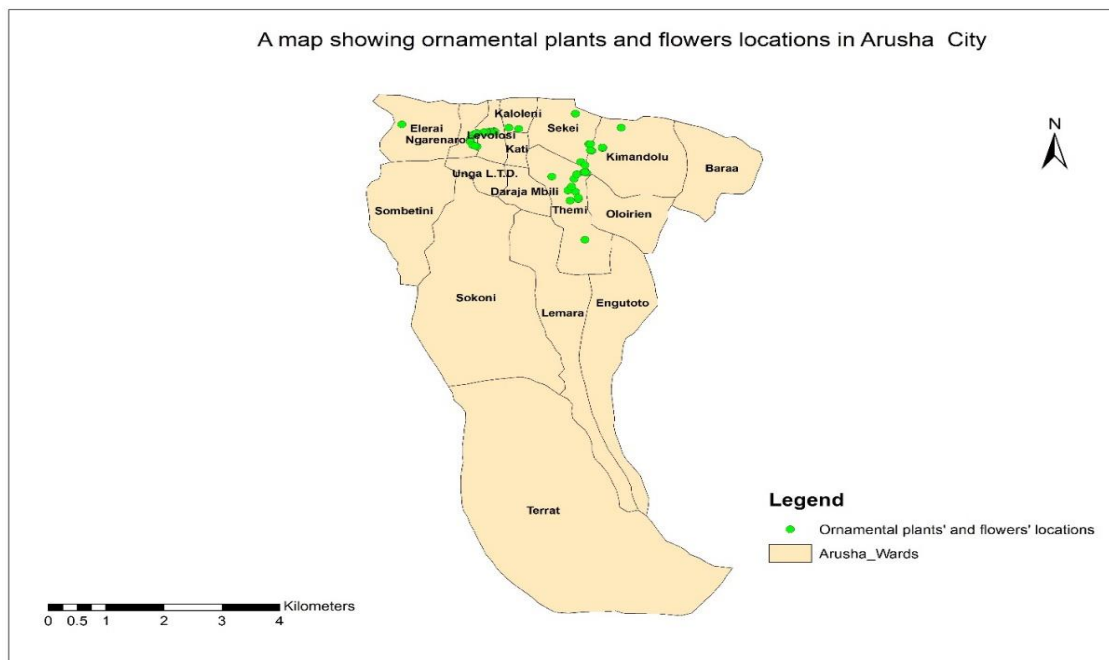 A map showing ornamental plants and flowers locations in Arusha City
N
Kaloleni
Elerai
Sekei
Ngarenaro
Levolosi
Kati
Kimandolu
Baraa
Unga L.T.D.
Daraja Mbili
Sombetini
Themi
Oloirien
Sokoni
Engutoto
Lemara
Terrat
Legend
Ornamental plants' and flowers' locations
Arusha_Wards
Kilometers
0 0.5 1 2 3 4